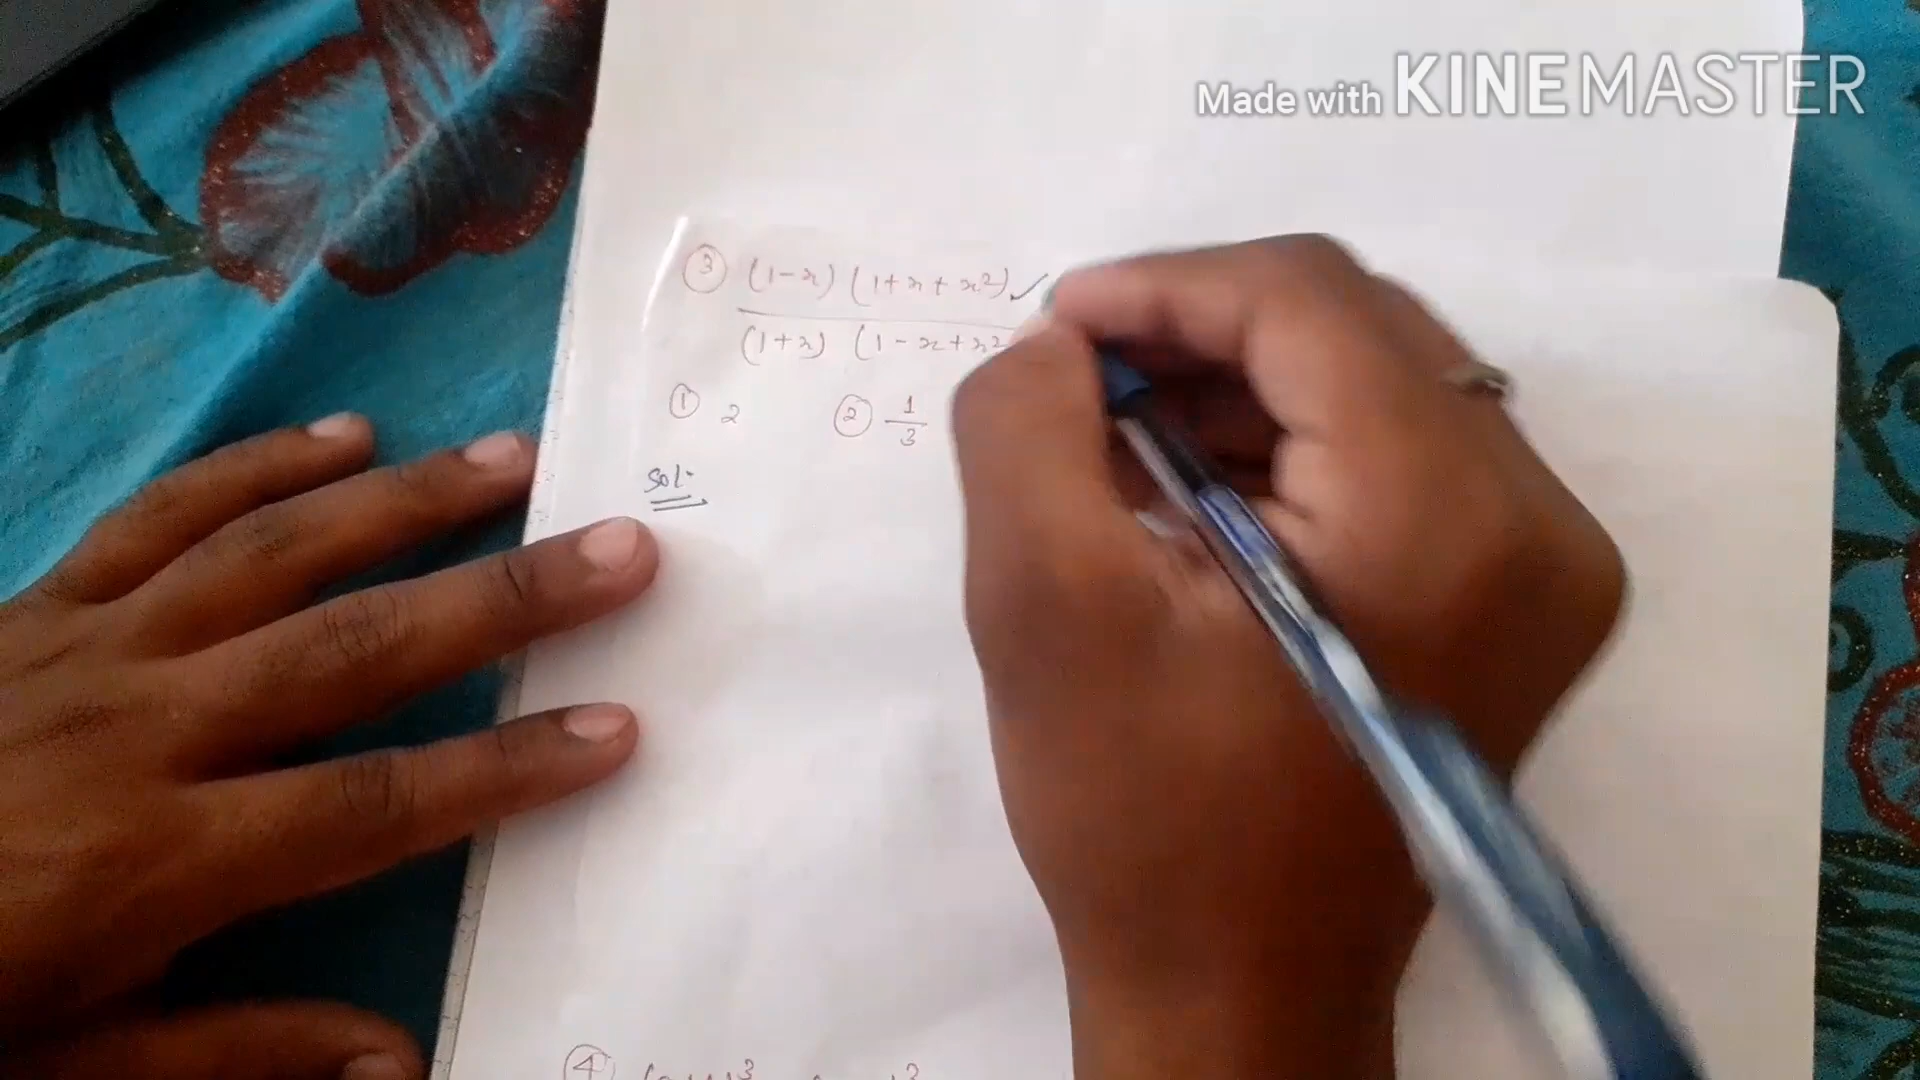 Made with KINEMASTER
③ (1-x) (1+x+x²)
(1+x) (1-x+x²
① 2 ② 1/3
Sol:-
④